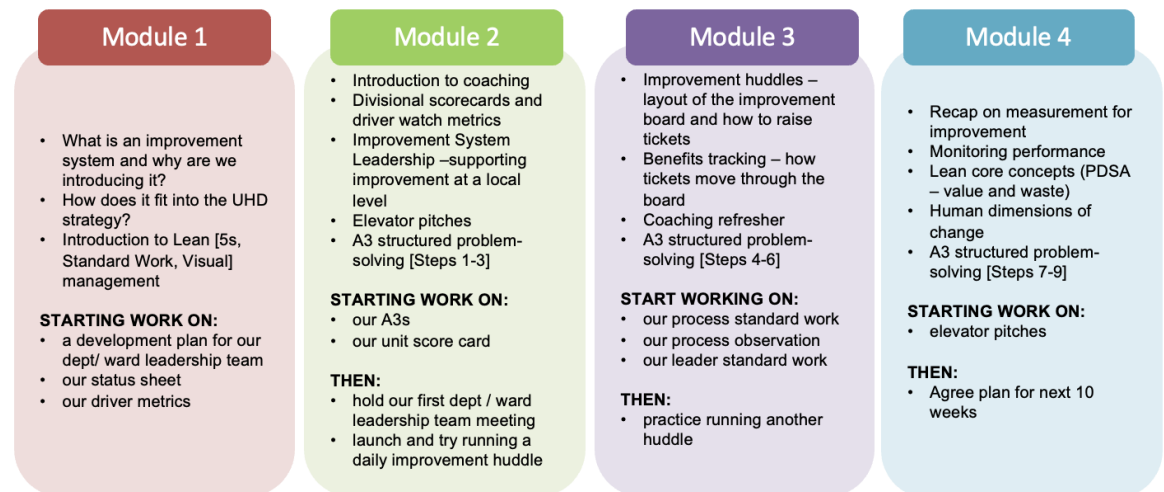 Module 1
• What is an improvement
system and why are we
introducing it?
• How does it fit into the UHD
strategy?
• Introduction to Lean [5s,
Standard Work, Visual]
management
STARTING WORK ON:
• a development plan for our
dept/ ward leadership team
• our status sheet
• our driver metrics
Module 2
• Introduction to coaching
• Divisional scorecards and
driver watch metrics
• Improvement System
Leadership –supporting
improvement at a local
level
• Elevator pitches
• A3 structured problem-
solving [Steps 1-3]
STARTING WORK ON:
• our A3s
• our unit score card
THEN:
• hold our first dept / ward
leadership team meeting
• launch and try running a
daily improvement huddle
Module 3
• Improvement huddles –
layout of the improvement
board and how to raise
tickets
• Benefits tracking – how
tickets move through the
board
• Coaching refresher
• A3 structured problem-
solving [Steps 4-6]
START WORKING ON:
• our process standard work
• our process observation
• our leader standard work
THEN:
• practice running another
huddle
Module 4
• Recap on measurement for
improvement
• Monitoring performance
• Lean core concepts (PDSA
– value and waste)
• Human dimensions of
change
• A3 structured problem-
solving [Steps 7-9]
STARTING WORK ON:
• elevator pitches
THEN:
• Agree plan for next 10
weeks